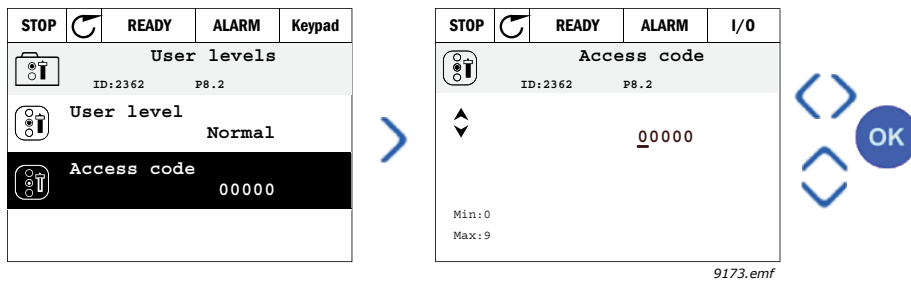 STOP READY ALARM Keypad
User levels
ID:2362 P8.2
User level
Normal
Access code
00000
STOP READY ALARM I/O
Access code
ID:2362 P8.2
00000
Min:0
Max:9
OK
9173.emf